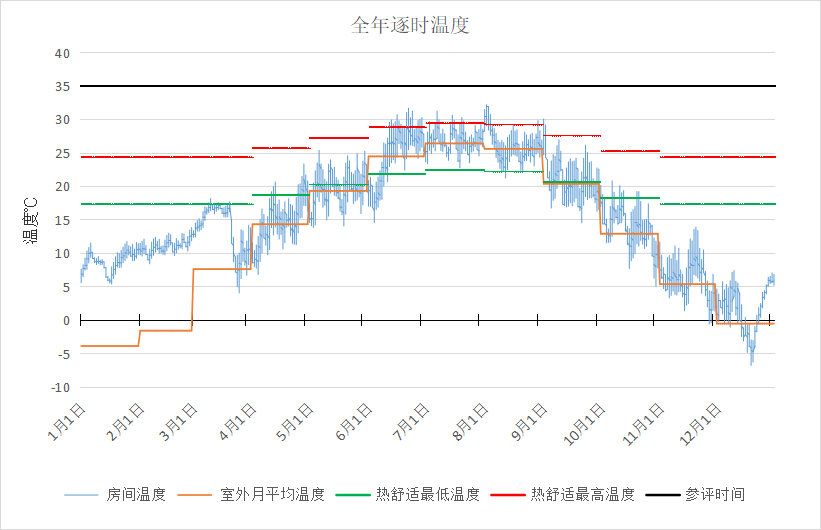 全年逐时温度
40
35
30
25
20
15
10
5
0
-5
-10
温度℃
1月1日
2月1日
3月1日
4月1日
5月1日
6月1日
7月1日
8月1日
9月1日
10月1日
11月1日
12月1日
房间温度 室外月平均温度 热舒适最低温度 热舒适最高温度 参评时间